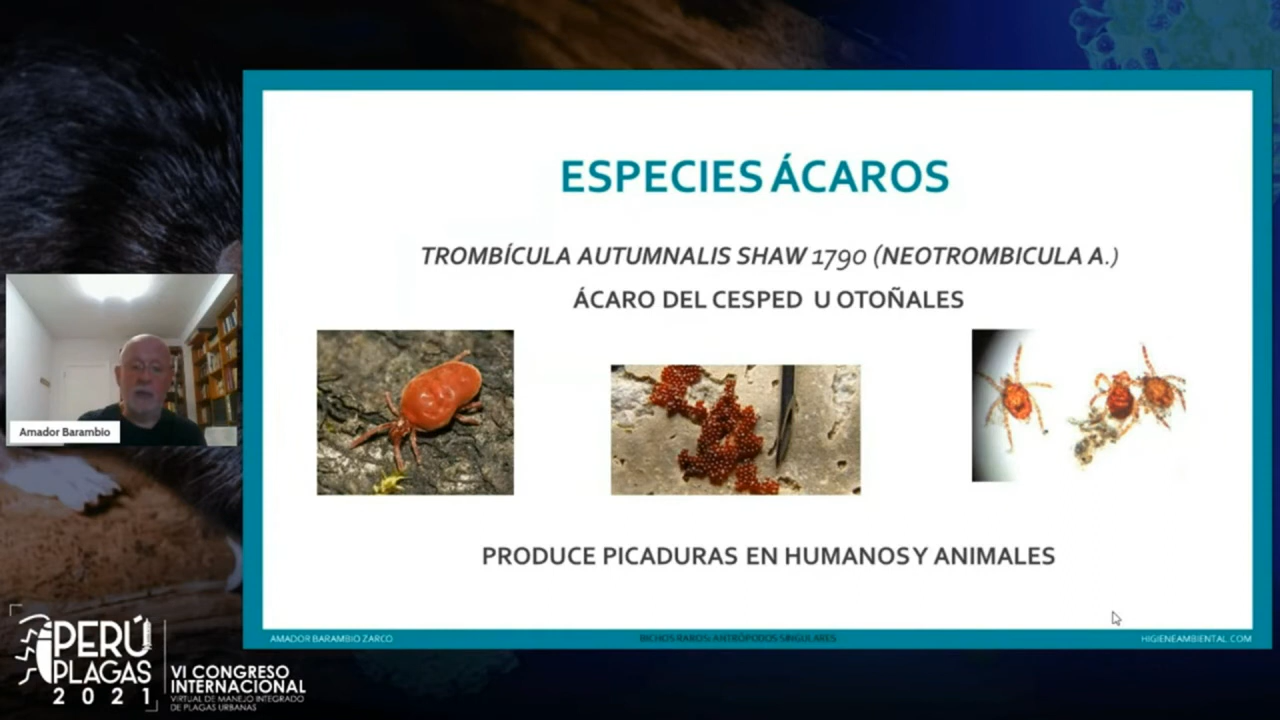 ESPECIES ÁCAROS
TROMBÍCULA AUTUMNALIS SHAW 1790 (NEOTROMBICULA A.)
ÁCARO DEL CESPED U OTOÑALES
PRODUCE PICADURAS EN HUMANOS Y ANIMALES
AMADOR BARAMBIO ZARCO
BICHOS RAROS: ANTRÓPODOS SINGULARES
HIGIENEAMBIENTAL.COM
Amador Barambio
PERÚ
PLAGAS
2021
VI CONGRESO
INTERNACIONAL
VIRTUAL DE MANEJO INTEGRADO
DE PLAGAS URBANAS